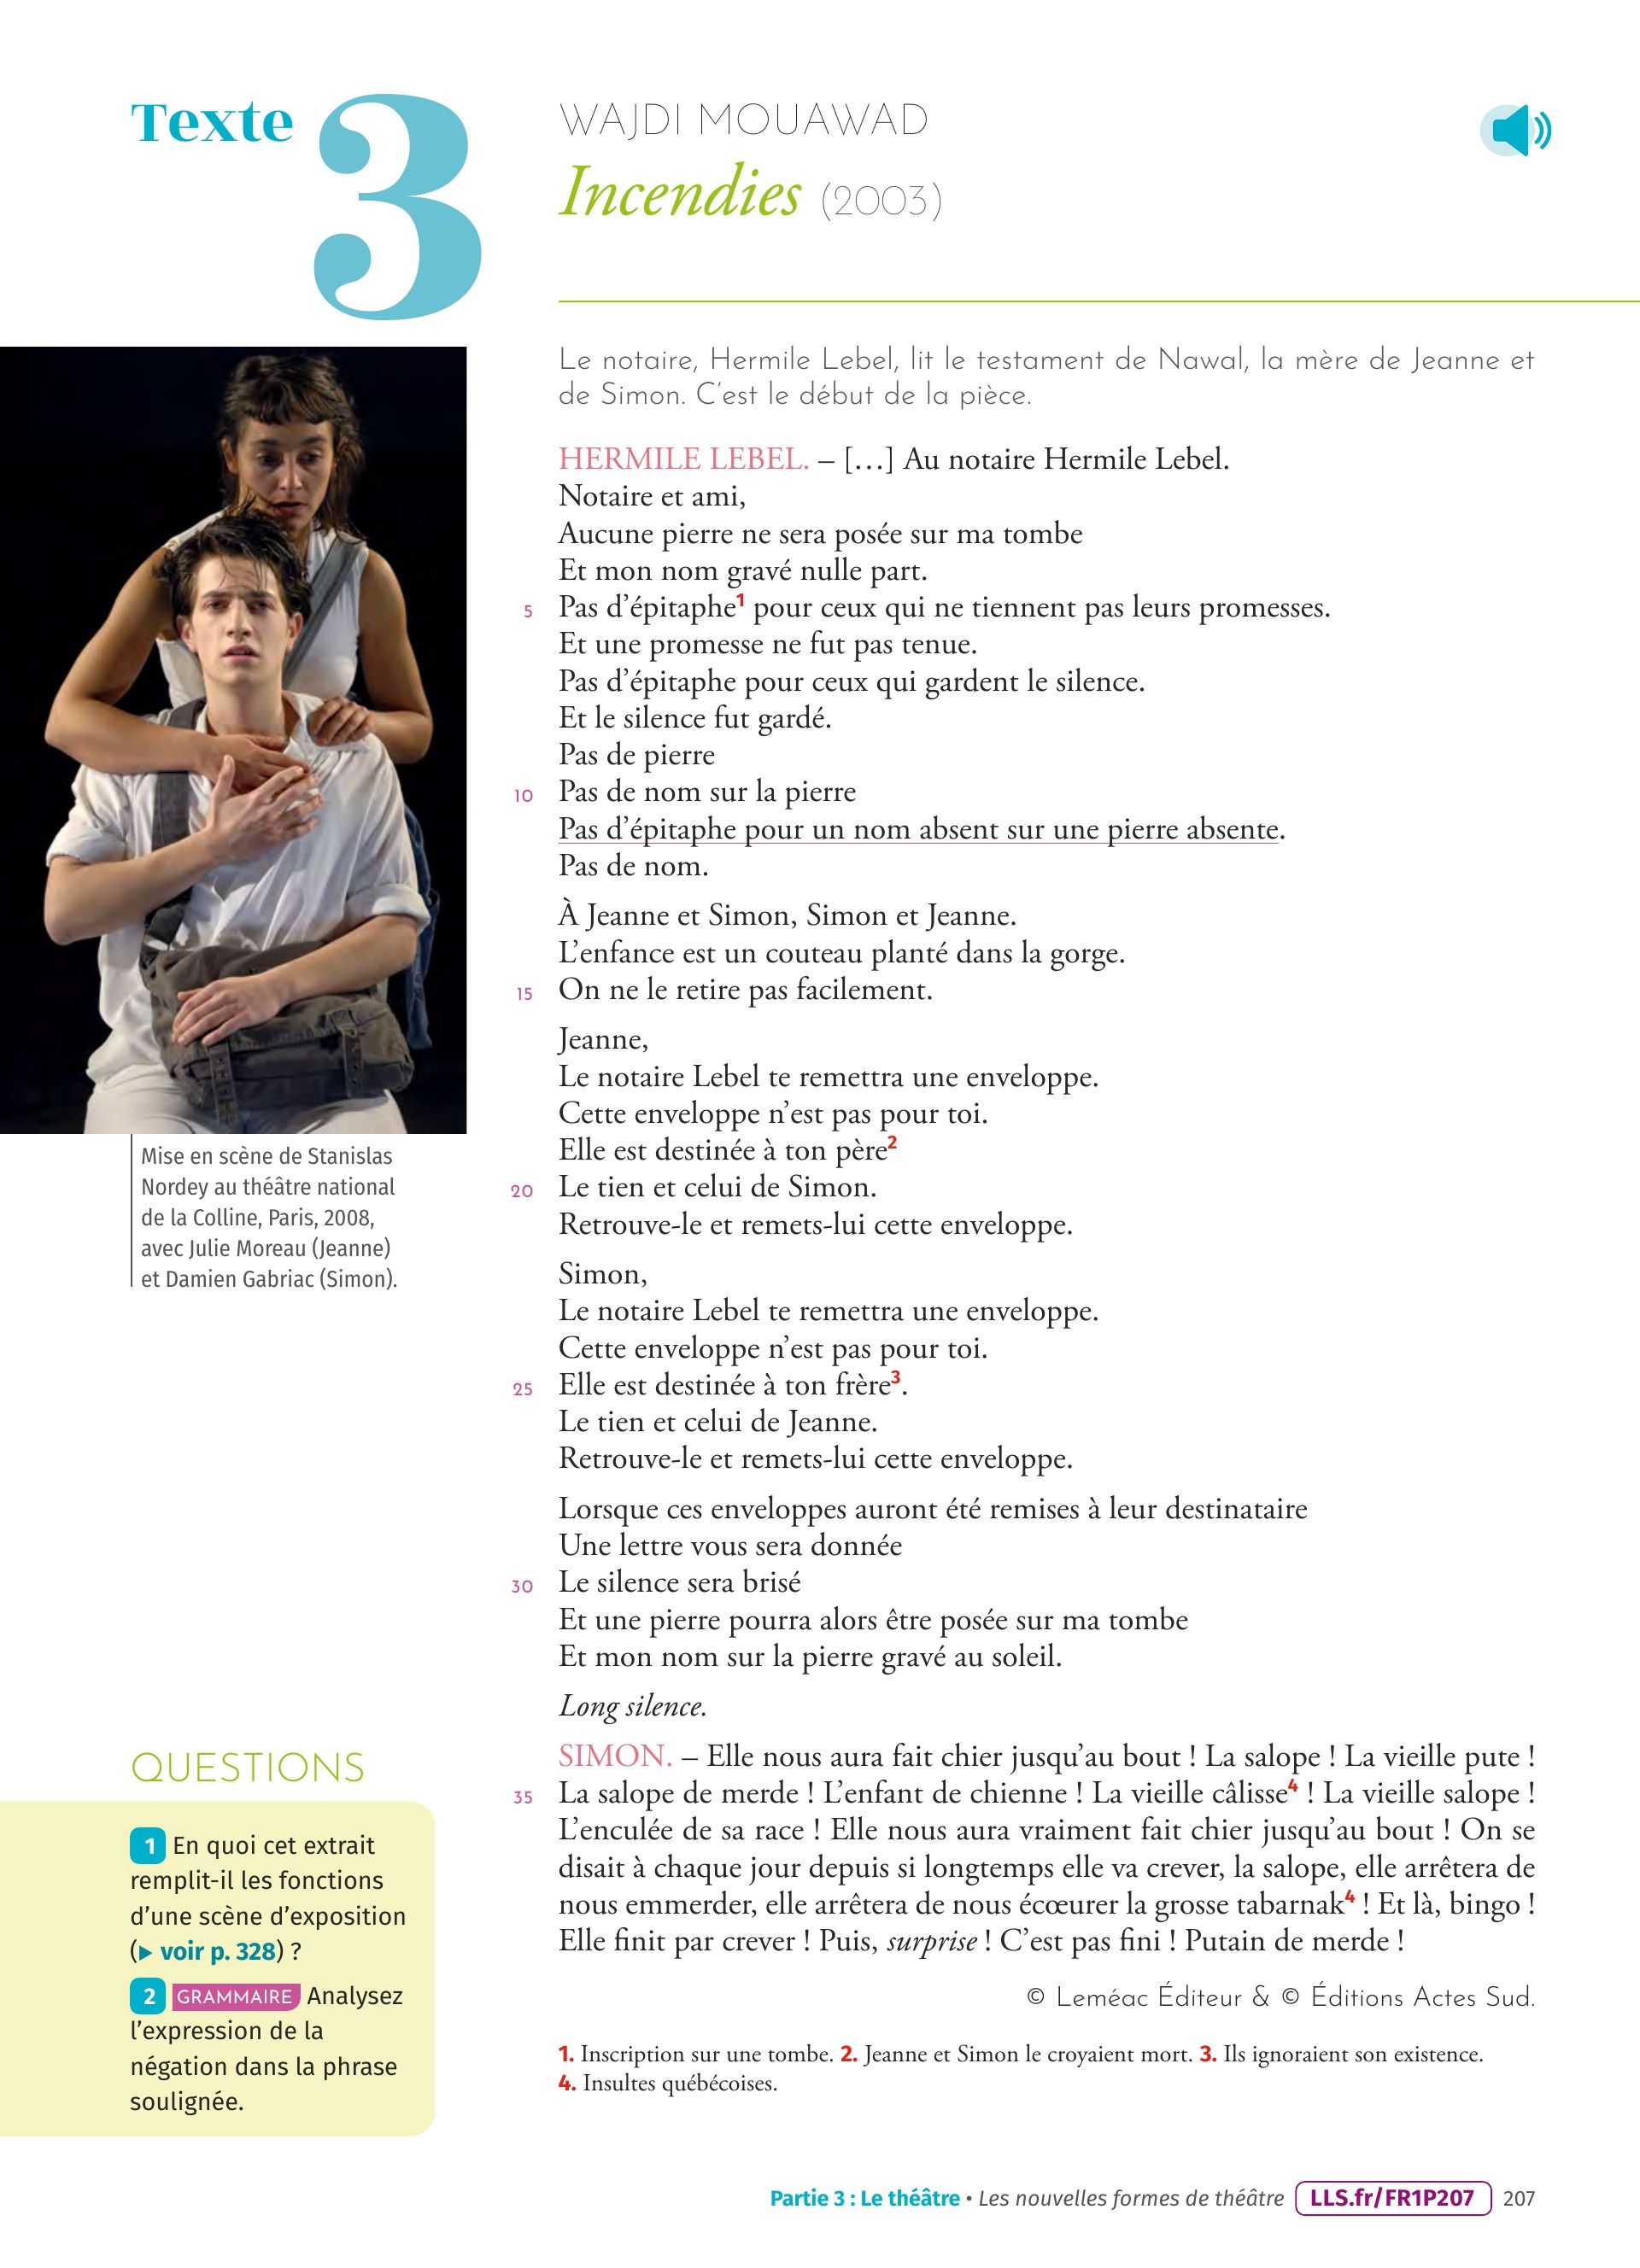 Texte 3
WAJDI MOUAWAD
Incendies (2003)
Le notaire, Hermile Lebel, lit le testament de Nawal, la mère de Jeanne et
de Simon. C’est le début de la pièce.
HERMILE LEBEL. – […] Au notaire Hermile Lebel.
Notaire et ami,
Aucune pierre ne sera posée sur ma tombe
Et mon nom gravé nulle part.
5 Pas d’épitaphe1 pour ceux qui ne tiennent pas leurs promesses.
Et une promesse ne fut pas tenue.
Pas d’épitaphe pour ceux qui gardent le silence.
Et le silence fut gardé.
Pas de pierre
10 Pas de nom sur la pierre
Pas d’épitaphe pour un nom absent sur une pierre absente.
Pas de nom.
À Jeanne et Simon, Simon et Jeanne.
L’enfance est un couteau planté dans la gorge.
15 On ne le retire pas facilement.
Jeanne,
Le notaire Lebel te remettra une enveloppe.
Cette enveloppe n’est pas pour toi.
Elle est destinée à ton père2
20 Le tien et celui de Simon.
Retrouve-le et remets-lui cette enveloppe.
Simon,
Le notaire Lebel te remettra une enveloppe.
Cette enveloppe n’est pas pour toi.
25 Elle est destinée à ton frère3.
Le tien et celui de Jeanne.
Retrouve-le et remets-lui cette enveloppe.
Lorsque ces enveloppes auront été remises à leur destinataire
Une lettre vous sera donnée
30 Le silence sera brisé
Et une pierre pourra alors être posée sur ma tombe
Et mon nom sur la pierre gravé au soleil.
Long silence.
SIMON. – Elle nous aura fait chier jusqu’au bout ! La salope ! La vieille pute !
35 La salope de merde ! L’enfant de chienne ! La vieille câlisse4 ! La vieille salope !
L’enculée de sa race ! Elle nous aura vraiment fait chier jusqu’au bout ! On se
disait à chaque jour depuis si longtemps elle va crever, la salope, elle arrêtera de
nous emmerder, elle arrêtera de nous écœurer la grosse tabarnak4 ! Et là, bingo !
Elle finit par crever ! Puis, surprise ! C’est pas fini ! Putain de merde !
© Leméac Éditeur & © Éditions Actes Sud.
1. Inscription sur une tombe. 2. Jeanne et Simon le croyaient mort. 3. Ils ignoraient son existence.
4. Insultes québécoises.
Mise en scène de Stanislas
Nordey au théâtre national
de la Colline, Paris, 2008,
avec Julie Moreau (Jeanne)
et Damien Gabriac (Simon).
QUESTIONS
1 En quoi cet extrait
remplit-il les fonctions
d’une scène d’exposition
(▶ voir p. 328) ?
2 GRAMMAIRE Analysez
l’expression de la
négation dans la phrase
soulignée.
Partie 3 : Le théâtre • Les nouvelles formes de théâtre LLS.fr/FR1P207 207